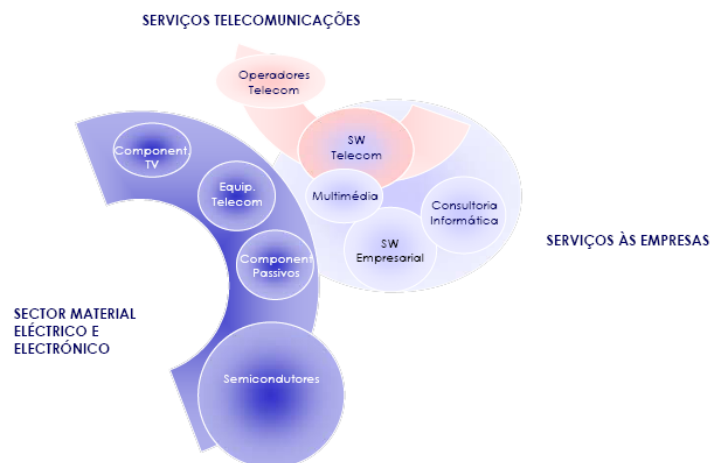 SERVIÇOS TELECOMUNICAÇÕES
Operadores
Telecom
SW
Telecom
Component.
TV
Equip.
Telecom
Multimédia
Consultoria
Informática
SW
Empresarial
Component
Passivos
SERVIÇOS ÀS EMPRESAS
SECTOR MATERIAL
ELÉCTRICO E
ELECTRÓNICO
Semicondutores